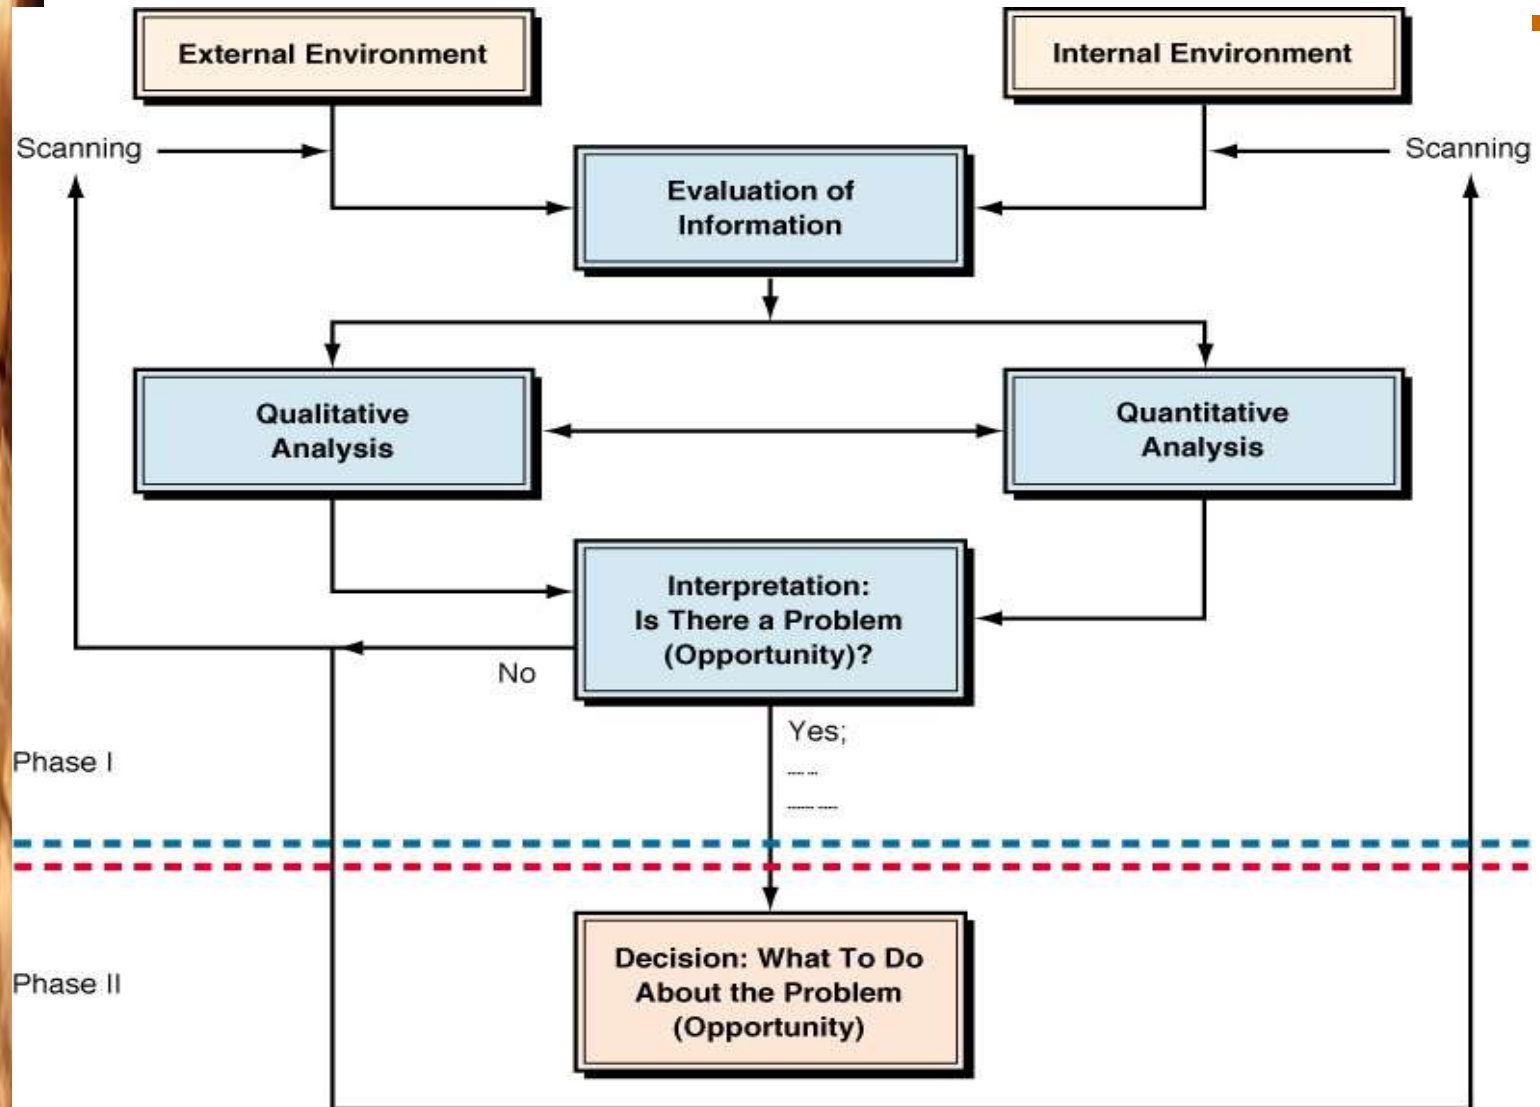 External Environment
Internal Environment
Scanning
Scanning
Evaluation of
Information
Qualitative
Analysis
Quantitative
Analysis
Interpretation:
Is There a Problem
(Opportunity)?
No
Yes;
Phase I
Phase II
Decision: What To Do
About the Problem
(Opportunity)